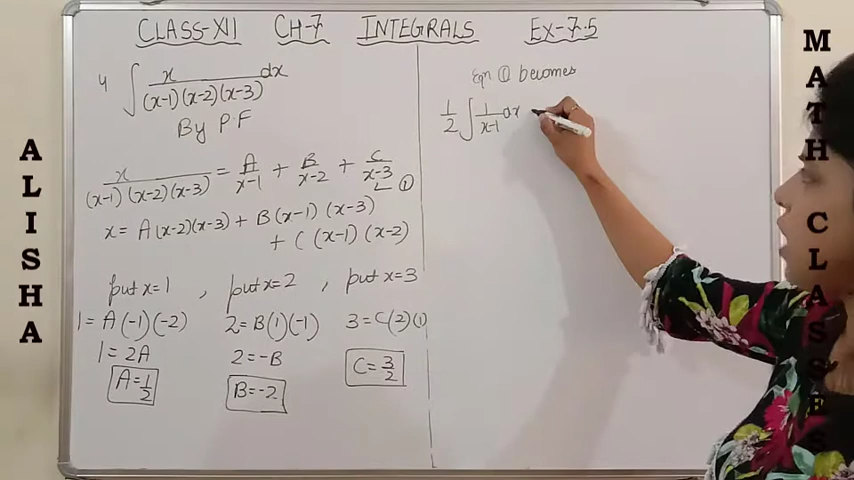 CLASS-XII CH-7 INTEGRALS EX-7.5
4 ∫ x/((x-1)(x-2)(x-3)) dx
By P.F
x/((x-1)(x-2)(x-3)) = A/(x-1) + B/(x-2) + C/(x-3) ①
x = A(x-2)(x-3) + B(x-1)(x-3)
+ C(x-1)(x-2)
put x=1 , put x=2 , put x=3
1=A(-1)(-2) 2=B(1)(-1) 3=C(2)(1)
1=2A 2=-B C=3/2
A=1/2 B=-2
Eqn ① becomes
1/2 ∫ 1/(x-1) dx
ALISHA
MATH CLASSES